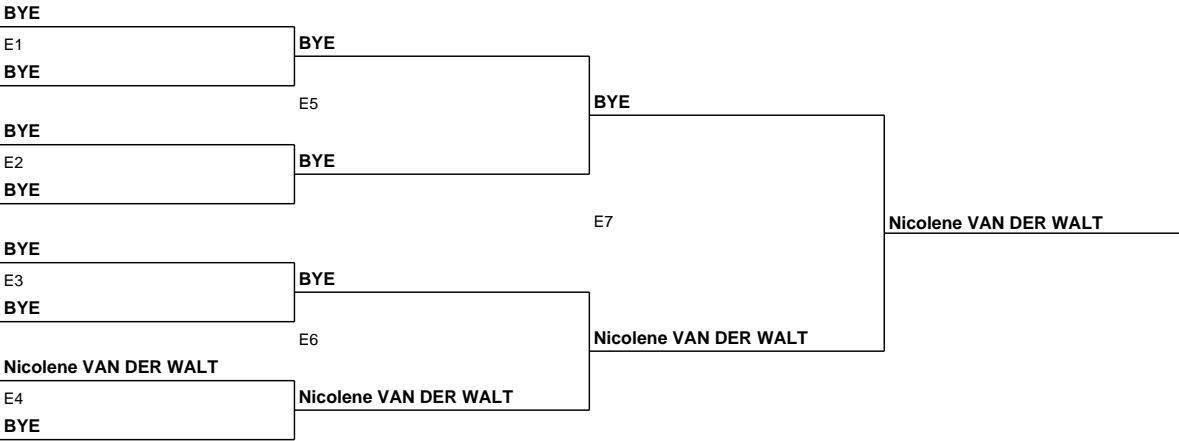 BYE
E1
BYE
BYE
E5
BYE
BYE
E2
BYE
BYE
E7
Nicolene VAN DER WALT
BYE
E3
BYE
BYE
E6
Nicolene VAN DER WALT
Nicolene VAN DER WALT
E4
Nicolene VAN DER WALT
BYE